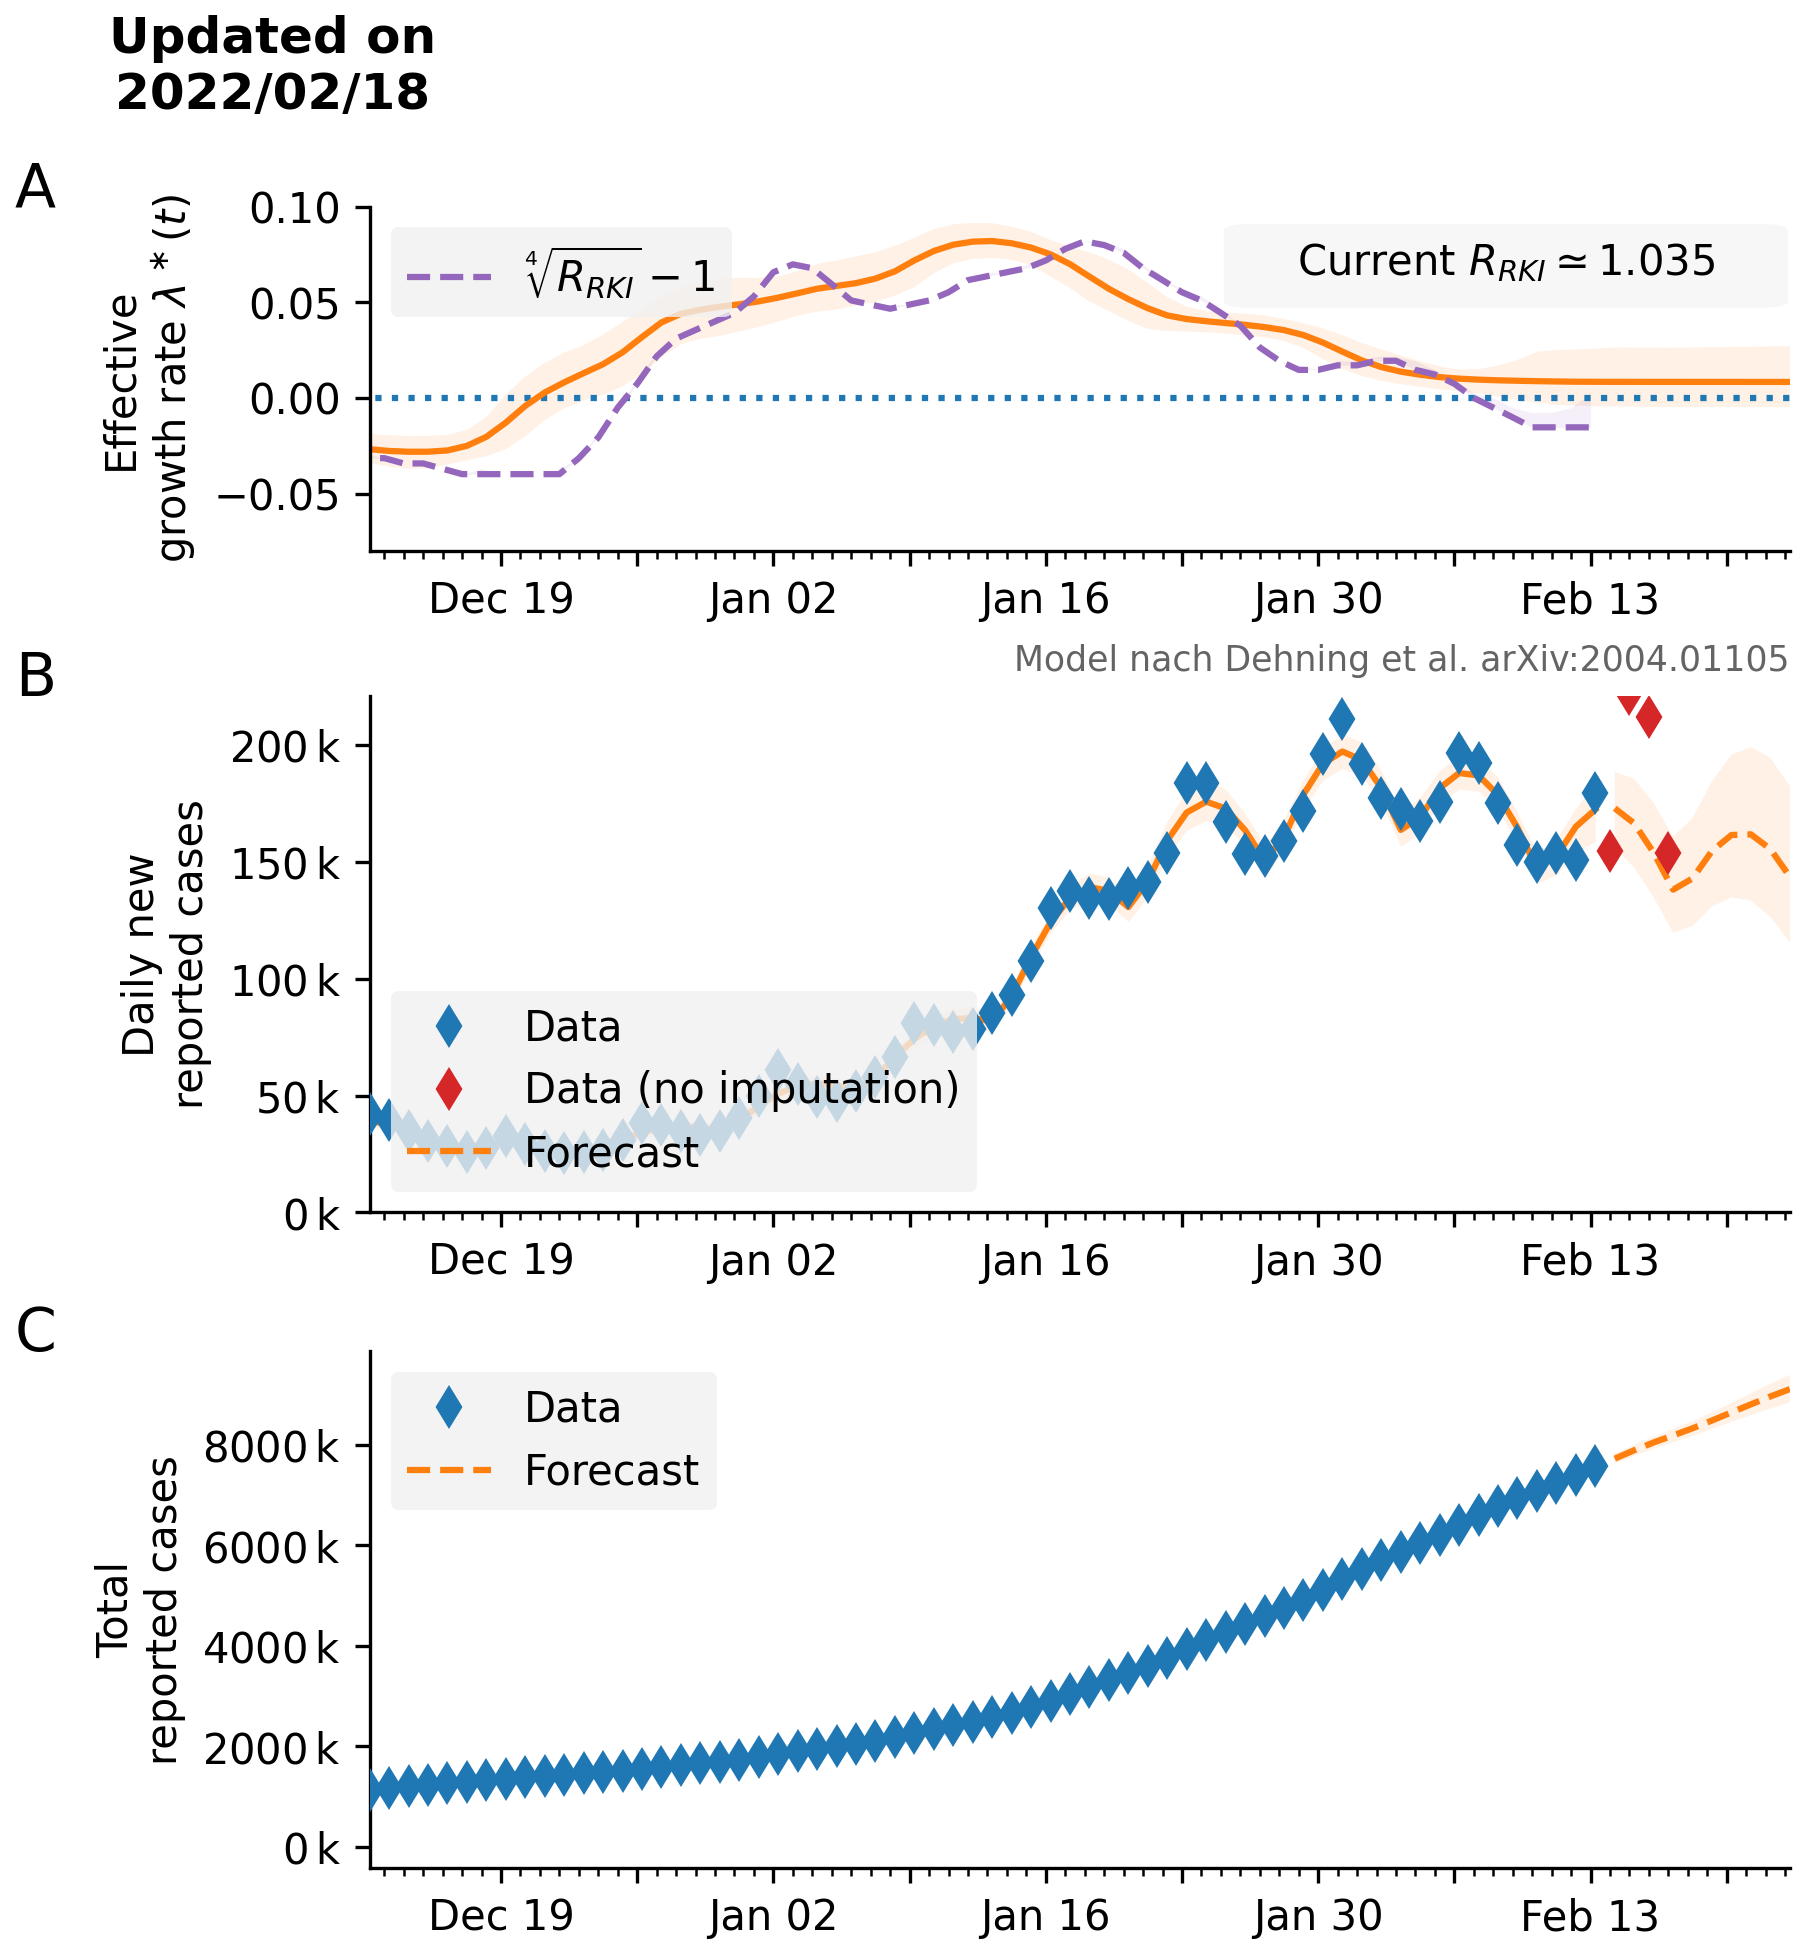 Updated on
2022/02/18
A
Effective
growth rate λ * (t)
0.10
0.05
0.00
−0.05
∜R_RKI − 1
Current R_RKI ≃ 1.035
Dec 19 Jan 02 Jan 16 Jan 30 Feb 13
Model nach Dehning et al. arXiv:2004.01105
B
Daily new
reported cases
200 k
150 k
100 k
50 k
0 k
Data
Data (no imputation)
Forecast
Dec 19 Jan 02 Jan 16 Jan 30 Feb 13
C
Total
reported cases
8000 k
6000 k
4000 k
2000 k
0 k
Data
Forecast
Dec 19 Jan 02 Jan 16 Jan 30 Feb 13